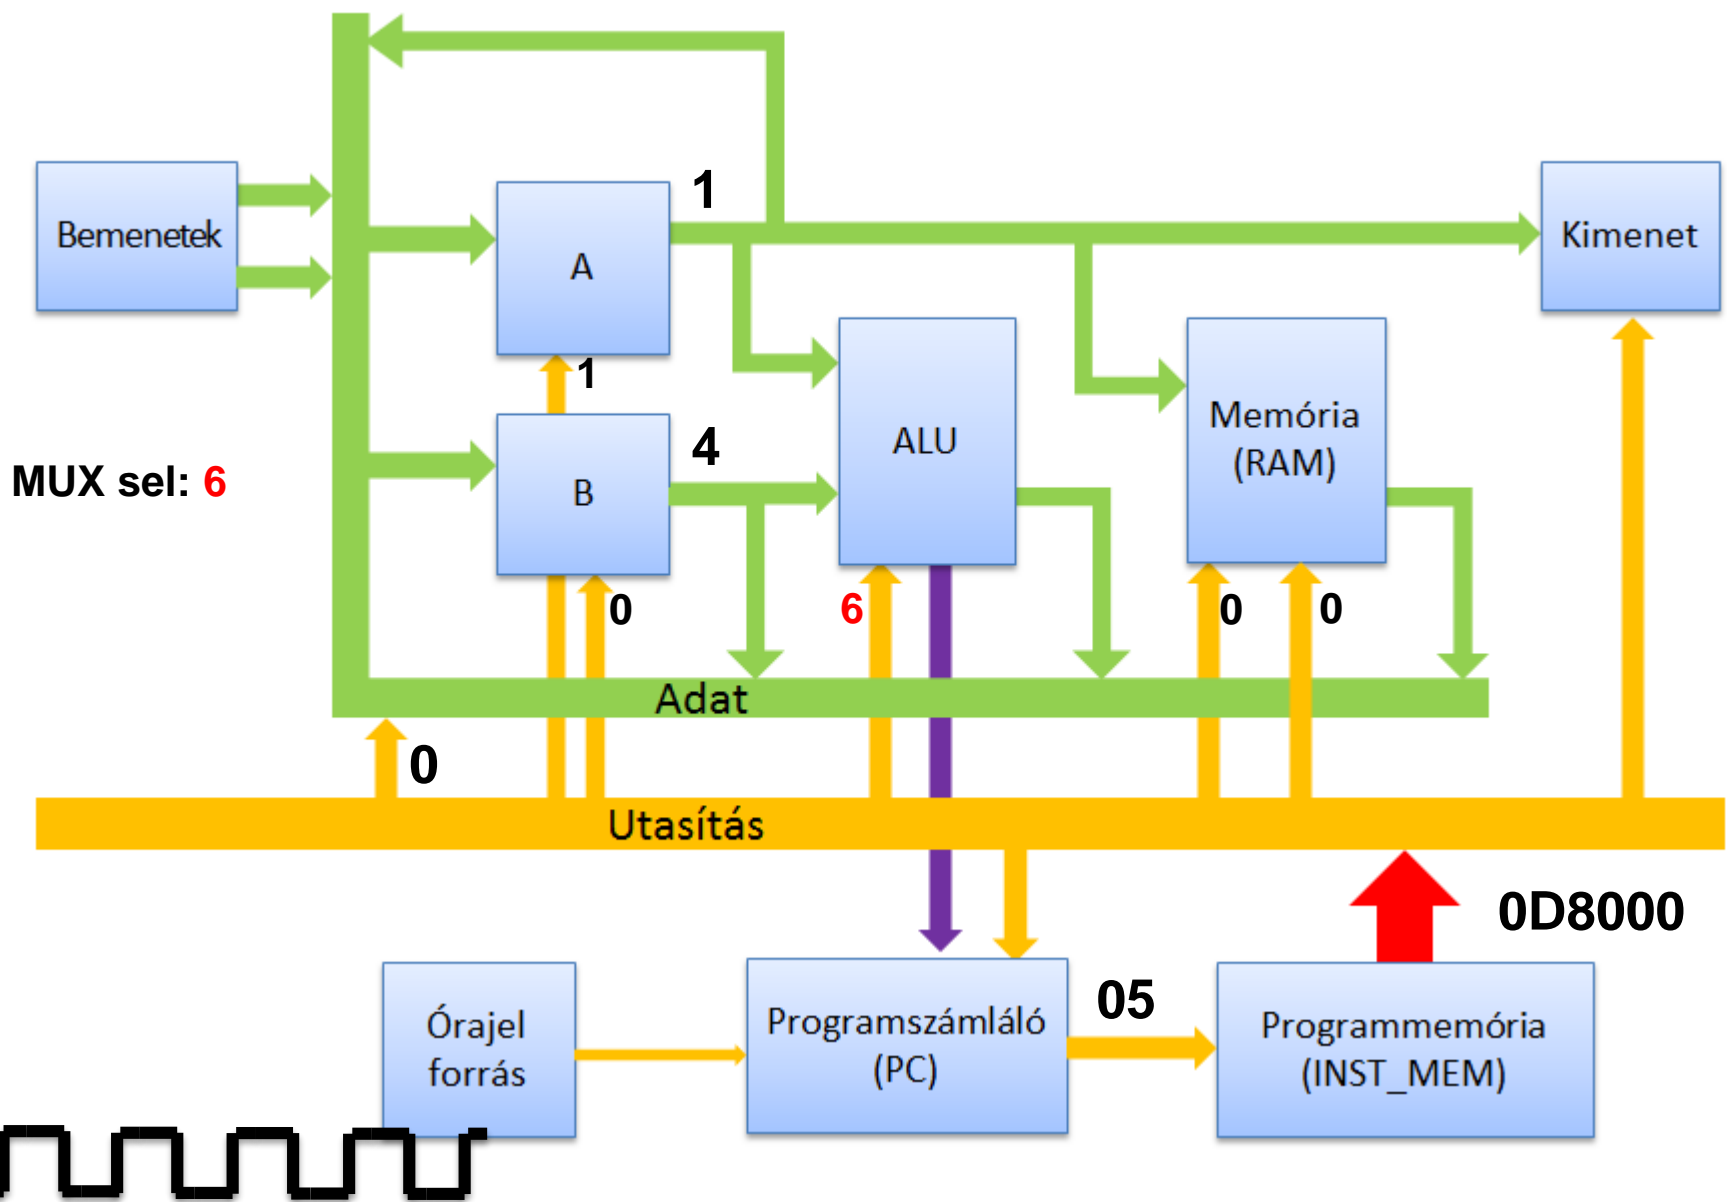 Bemenetek
A
1
Kimenet
1
MUX sel: 6
B
4
ALU
Memória
(RAM)
0
6
0
0
Adat
0
Utasítás
0D8000
Órajel
forrás
Programszámláló
(PC)
05
Programmemória
(INST_MEM)